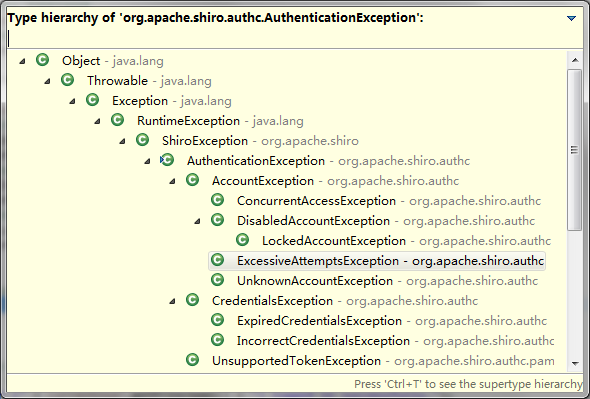 Type hierarchy of 'org.apache.shiro.authc.AuthenticationException':
Object - java.lang
Throwable - java.lang
Exception - java.lang
RuntimeException - java.lang
ShiroException - org.apache.shiro
AuthenticationException - org.apache.shiro.authc
AccountException - org.apache.shiro.authc
ConcurrentAccessException - org.apache.shiro.authc
DisabledAccountException - org.apache.shiro.authc
LockedAccountException - org.apache.shiro.authc
ExcessiveAttemptsException - org.apache.shiro.authc
UnknownAccountException - org.apache.shiro.authc
CredentialsException - org.apache.shiro.authc
ExpiredCredentialsException - org.apache.shiro.authc
IncorrectCredentialsException - org.apache.shiro.authc
UnsupportedTokenException - org.apache.shiro.authc.pam
Press 'Ctrl+T' to see the supertype hierarchy